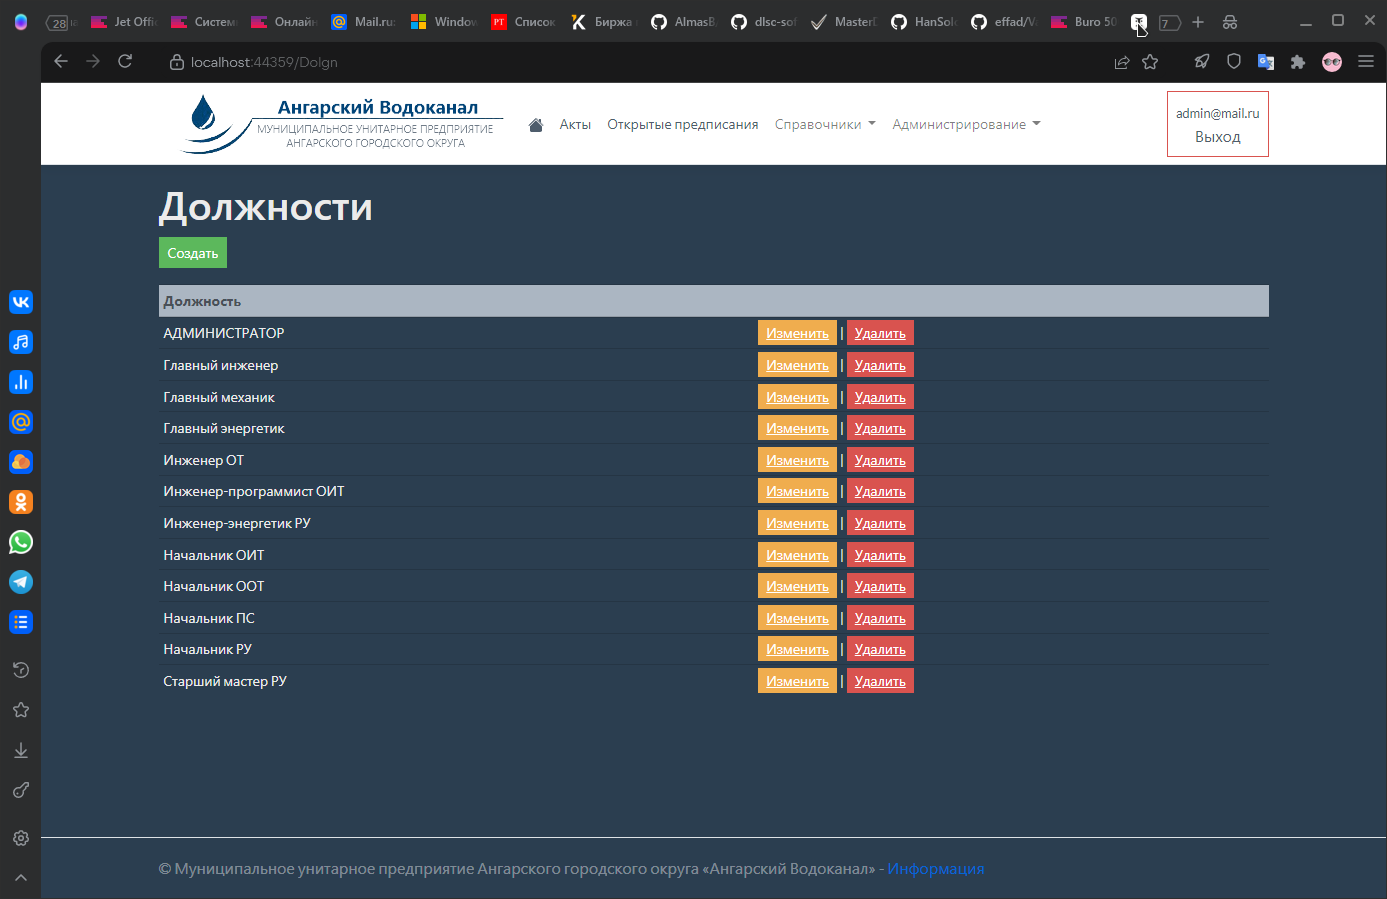 28
Jet Offi
Систем
Онлайн
Mail.ru:
Window
Список
Биржа
AlmasB
dlsc-sof
Master
HanSol
effad/V
Buro 50
7
localhost:44359/Dolgn
Ангарский Водоканал
МУНИЦИПАЛЬНОЕ УНИТАРНОЕ ПРЕДПРИЯТИЕ
АНГАРСКОГО ГОРОДСКОГО ОКРУГА
Акты Открытые предписания Справочники Администрирование
admin@mail.ru
Выход
Должности
Создать
Должность
АДМИНИСТРАТОР Изменить | Удалить
Главный инженер Изменить | Удалить
Главный механик Изменить | Удалить
Главный энергетик Изменить | Удалить
Инженер ОТ Изменить | Удалить
Инженер-программист ОИТ Изменить | Удалить
Инженер-энергетик РУ Изменить | Удалить
Начальник ОИТ Изменить | Удалить
Начальник ООТ Изменить | Удалить
Начальник ПС Изменить | Удалить
Начальник РУ Изменить | Удалить
Старший мастер РУ Изменить | Удалить
© Муниципальное унитарное предприятие Ангарского городского округа «Ангарский Водоканал» - Информация